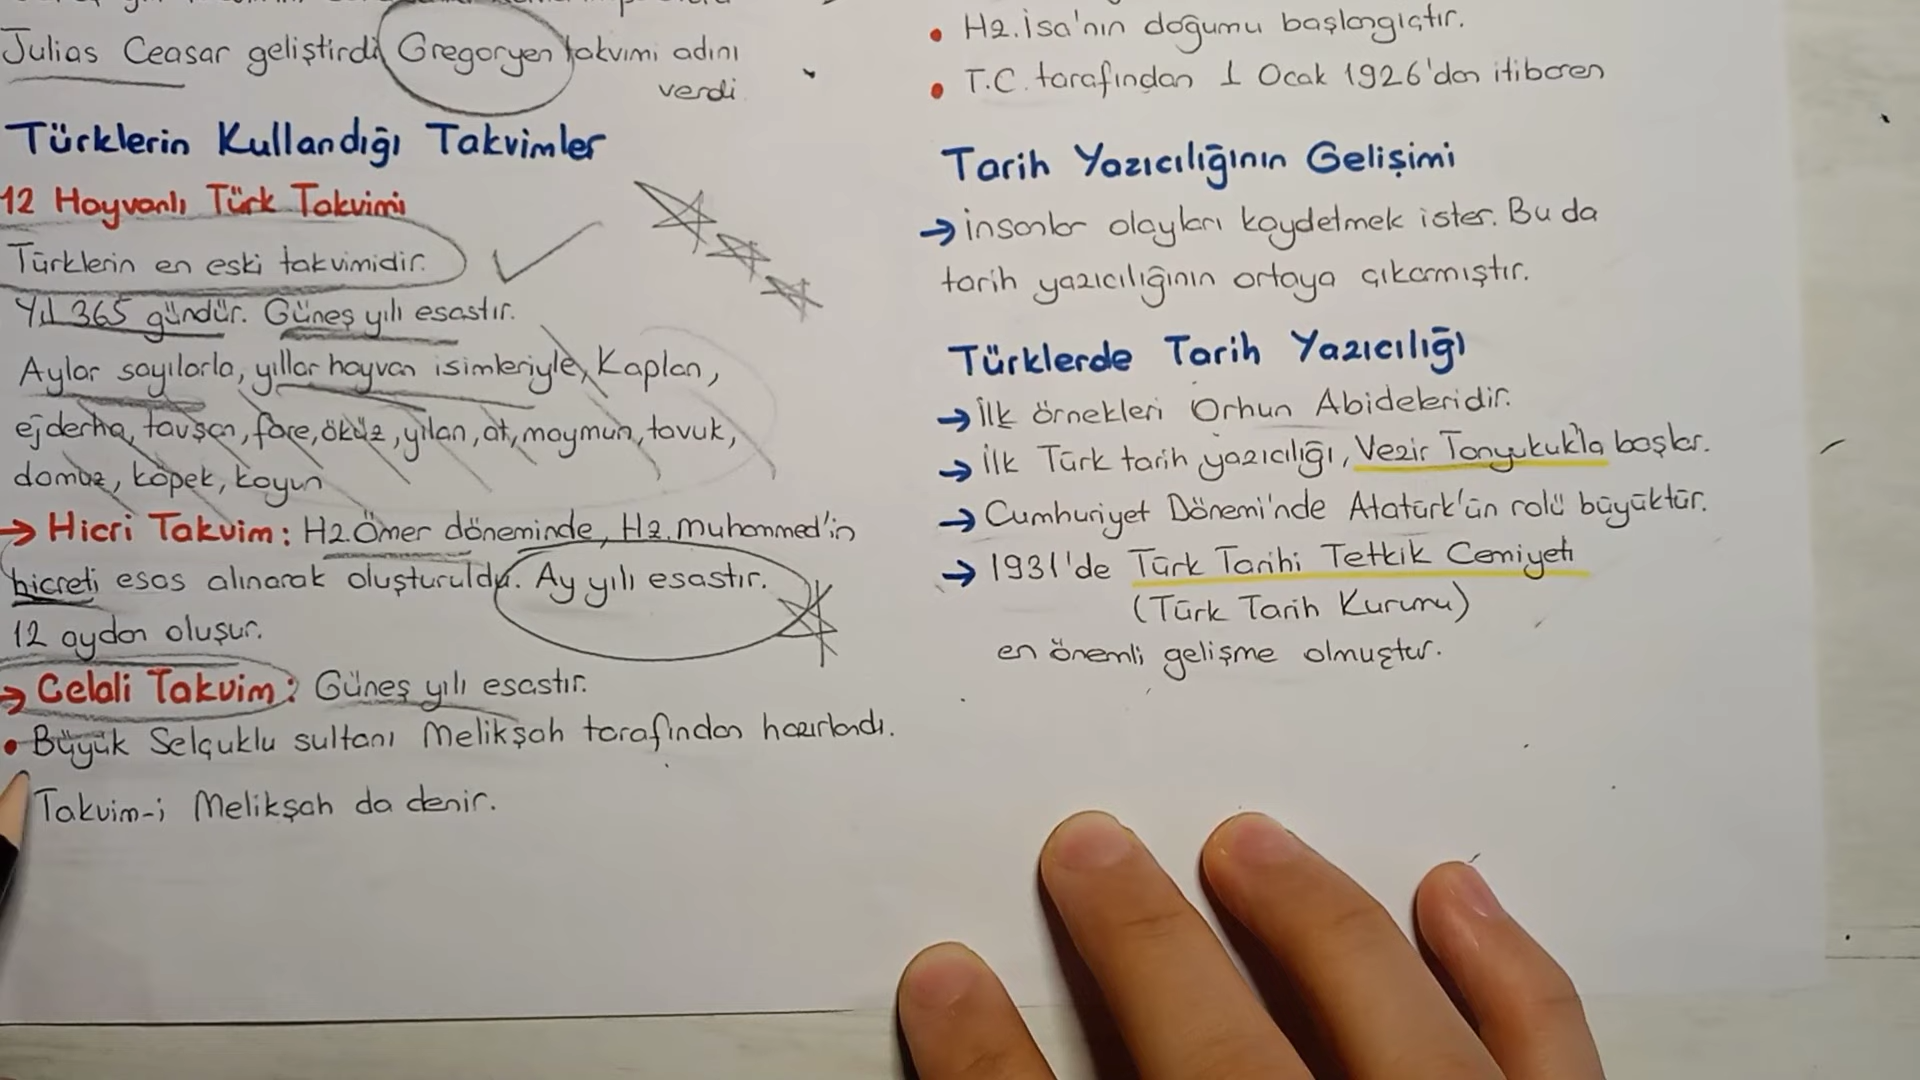 Julias Ceasar geliştirdi Gregoryen takvimi adını
verdi
Türklerin Kullandığı Takvimler
12 Hayvanlı Türk Takvimi
Türklerin en eski takvimidir.
Yıl 365 gündür. Güneş yılı esastır.
Aylar sayılarla, yıllar hayvan isimleriyle, Kaplan,
ejderha, tavşan, fare, öküz, yılan, at, maymun, tavuk,
domuz, köpek, koyun
→ Hicri Takvim: Hz. Ömer döneminde, Hz. Muhammed'in
hicreti esas alınarak oluşturuldu. Ay yılı esastır.
12 aydan oluşur.
→ Celali Takvim: Güneş yılı esastır.
• Büyük Selçuklu sultanı Melikşah tarafından hazırlandı.
Takvim-i Melikşah da denir.
• Hz. İsa'nın doğumu başlangıçtır.
• T.C. tarafından 1 Ocak 1926'dan itibaren
Tarih Yazıcılığının Gelişimi
→ İnsanlar olayları kaydetmek ister. Bu da
tarih yazıcılığının ortaya çıkarmıştır.
Türklerde Tarih Yazıcılığı
→ İlk örnekleri Orhun Abideleridir.
→ İlk Türk tarih yazıcılığı, Vezir Tonyukuk'la başlar.
→ Cumhuriyet Dönemi'nde Atatürk'ün rolü büyüktür.
→ 1931'de Türk Tarihi Tetkik Cemiyeti
(Türk Tarih Kurumu)
en önemli gelişme olmuştur.